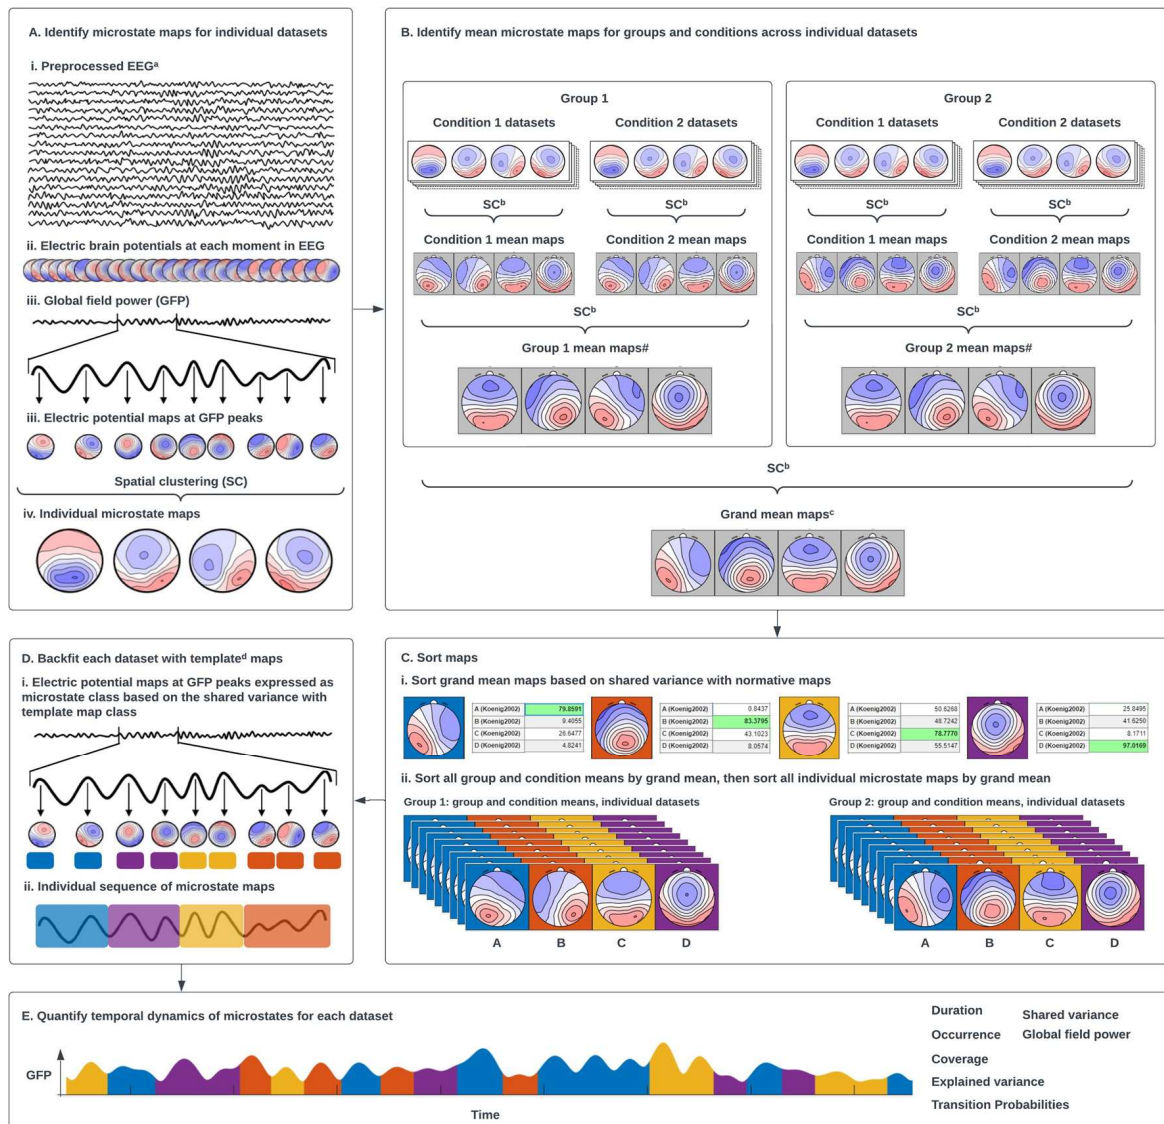 A. Identify microstate maps for individual datasets
i. Preprocessed EEGᵃ
ii. Electric brain potentials at each moment in EEG
iii. Global field power (GFP)
iii. Electric potential maps at GFP peaks
Spatial clustering (SC)
iv. Individual microstate maps
B. Identify mean microstate maps for groups and conditions across individual datasets
Group 1
Condition 1 datasets
Condition 2 datasets
SCᵇ
SCᵇ
Condition 1 mean maps
Condition 2 mean maps
SCᵇ
Group 1 mean maps#
Group 2
Condition 1 datasets
Condition 2 datasets
SCᵇ
SCᵇ
Condition 1 mean maps
Condition 2 mean maps
SCᵇ
Group 2 mean maps#
SCᵇ
Grand mean mapsᶜ
C. Sort maps
i. Sort grand mean maps based on shared variance with normative maps
A (Koenig2002) 79.8591
B (Koenig2002) 9.4055
C (Koenig2002) 26.6477
D (Koenig2002) 4.8241
A (Koenig2002) 0.8437
B (Koenig2002) 83.3795
C (Koenig2002) 43.1023
D (Koenig2002) 8.0574
A (Koenig2002) 50.6268
B (Koenig2002) 48.7242
C (Koenig2002) 78.7770
D (Koenig2002) 55.5147
A (Koenig2002) 25.8495
B (Koenig2002) 41.6250
C (Koenig2002) 8.1711
D (Koenig2002) 97.0169
ii. Sort all group and condition means by grand mean, then sort all individual microstate maps by grand mean
Group 1: group and condition means, individual datasets
A B C D
Group 2: group and condition means, individual datasets
A B C D
D. Backfit each dataset with templateᵈ maps
i. Electric potential maps at GFP peaks expressed as
microstate class based on the shared variance with
template map class
ii. Individual sequence of microstate maps
E. Quantify temporal dynamics of microstates for each dataset
GFP
Time
Duration
Occurrence
Coverage
Explained variance
Transition Probabilities
Shared variance
Global field power